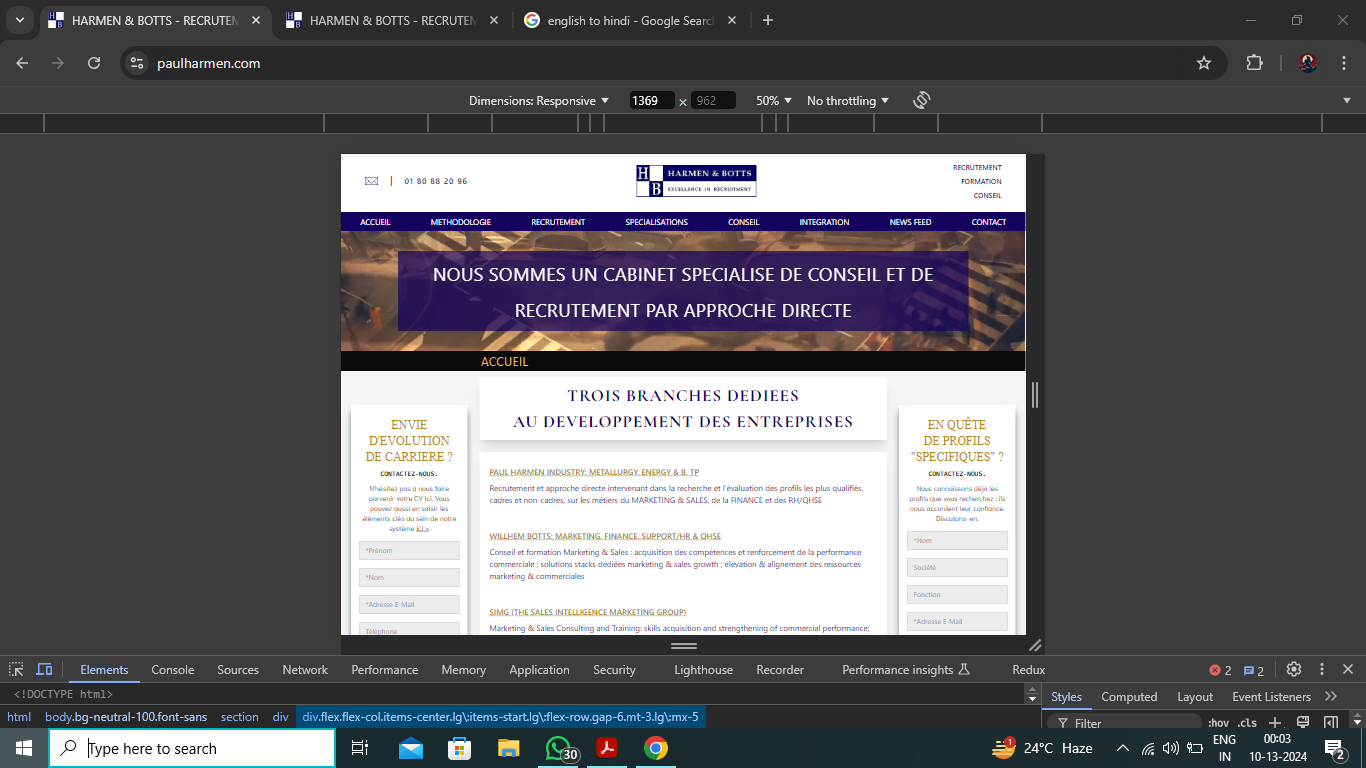 HARMEN & BOTTS - RECRUTEM
HARMEN & BOTTS - RECRUTEM
english to hindi - Google Searc
paulharmen.com
Dimensions: Responsive 1369 × 962 50% No throttling
01 80 88 20 96
H B
HARMEN & BOTTS
EXCELLENCE IN RECRUITMENT
RECRUTEMENT
FORMATION
CONSEIL
ACCUEIL METHODOLOGIE RECRUTEMENT SPECIALISATIONS CONSEIL INTEGRATION NEWS FEED CONTACT
NOUS SOMMES UN CABINET SPECIALISE DE CONSEIL ET DE
RECRUTEMENT PAR APPROCHE DIRECTE
ACCUEIL
ENVIE
D'EVOLUTION
DE CARRIERE ?
CONTACTEZ-NOUS.
N'hésitez pas à nous faire
parvenir votre CV ici. Vous
pouvez aussi en saisir les
éléments clés au sein de notre
système ici >
*Prénom
*Nom
*Adresse E-Mail
Téléphone
TROIS BRANCHES DEDIEES
AU DEVELOPPEMENT DES ENTREPRISES
PAUL HARMEN INDUSTRY: METALLURGY, ENERGY & B. TP
Recrutement et approche directe intervenant dans la recherche et l'évaluation des profils les plus qualifiés,
cadres et non-cadres, sur les métiers du MARKETING & SALES, de la FINANCE et des RH/QHSE
WILLHEM BOTTS: MARKETING, FINANCE, SUPPORT/HR & QHSE
Conseil et formation Marketing & Sales : acquisition des compétences et renforcement de la performance
commerciale ; solutions stacks dédiées marketing & sales growth ; élévation & alignement des ressources
marketing & commerciales
SIMG (THE SALES INTELLIGENCE MARKETING GROUP)
Marketing & Sales Consulting and Training: skills acquisition and strengthening of commercial performance;
EN QUÊTE
DE PROFILS
"SPECIFIQUES" ?
CONTACTEZ-NOUS.
Nous connaissons déjà les
profils que vous recherchez : ils
nous accordent leur confiance.
Discutons-en.
*Nom
Société
Fonction
*Adresse E-Mail
Elements Console Sources Network Performance Memory Application Security Lighthouse Recorder Performance insights Redux 2 2
<!DOCTYPE html>
Styles Computed Layout Event Listeners
html body.bg-neutral-100.font-sans section div div.flex.flex-col.items-center.lg\:items-start.lg\:flex-row.gap-6.mt-3.lg\:mx-5
Filter :hov .cls
Type here to search
30
1
24°C Haze
ENG
IN
00:03
10-13-2024
2